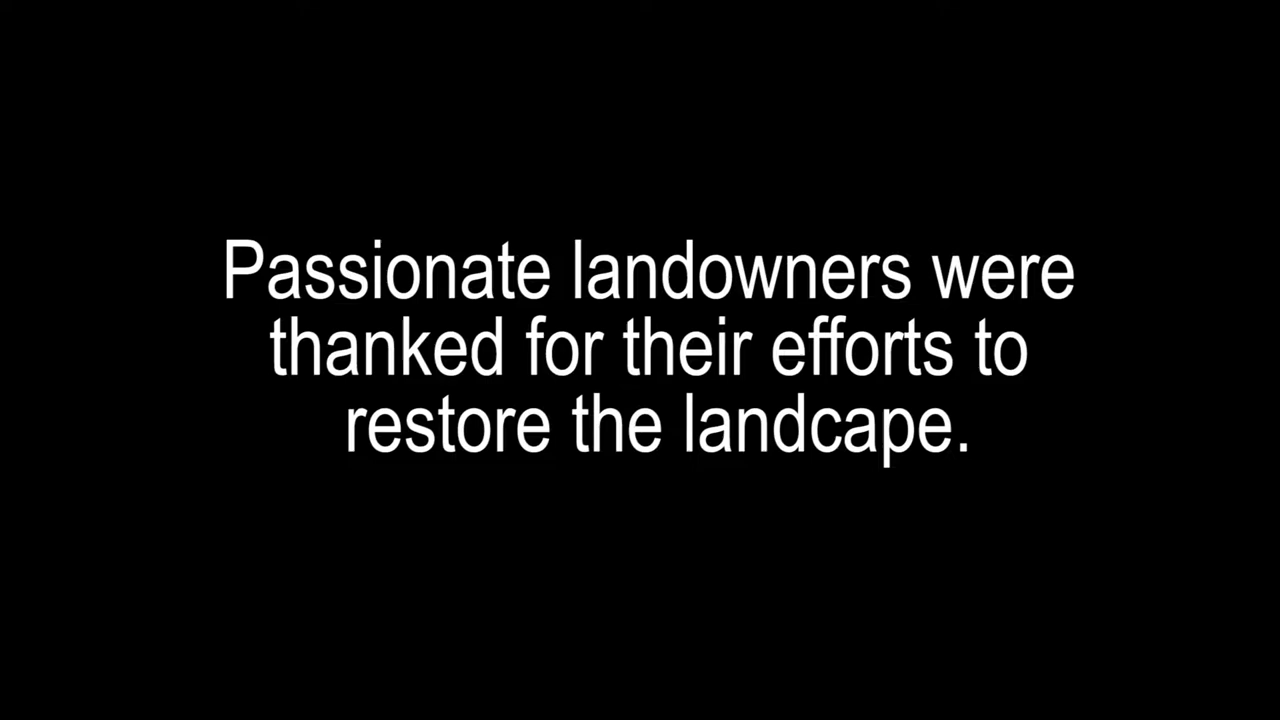 Passionate landowners were
thanked for their efforts to
restore the landcape.